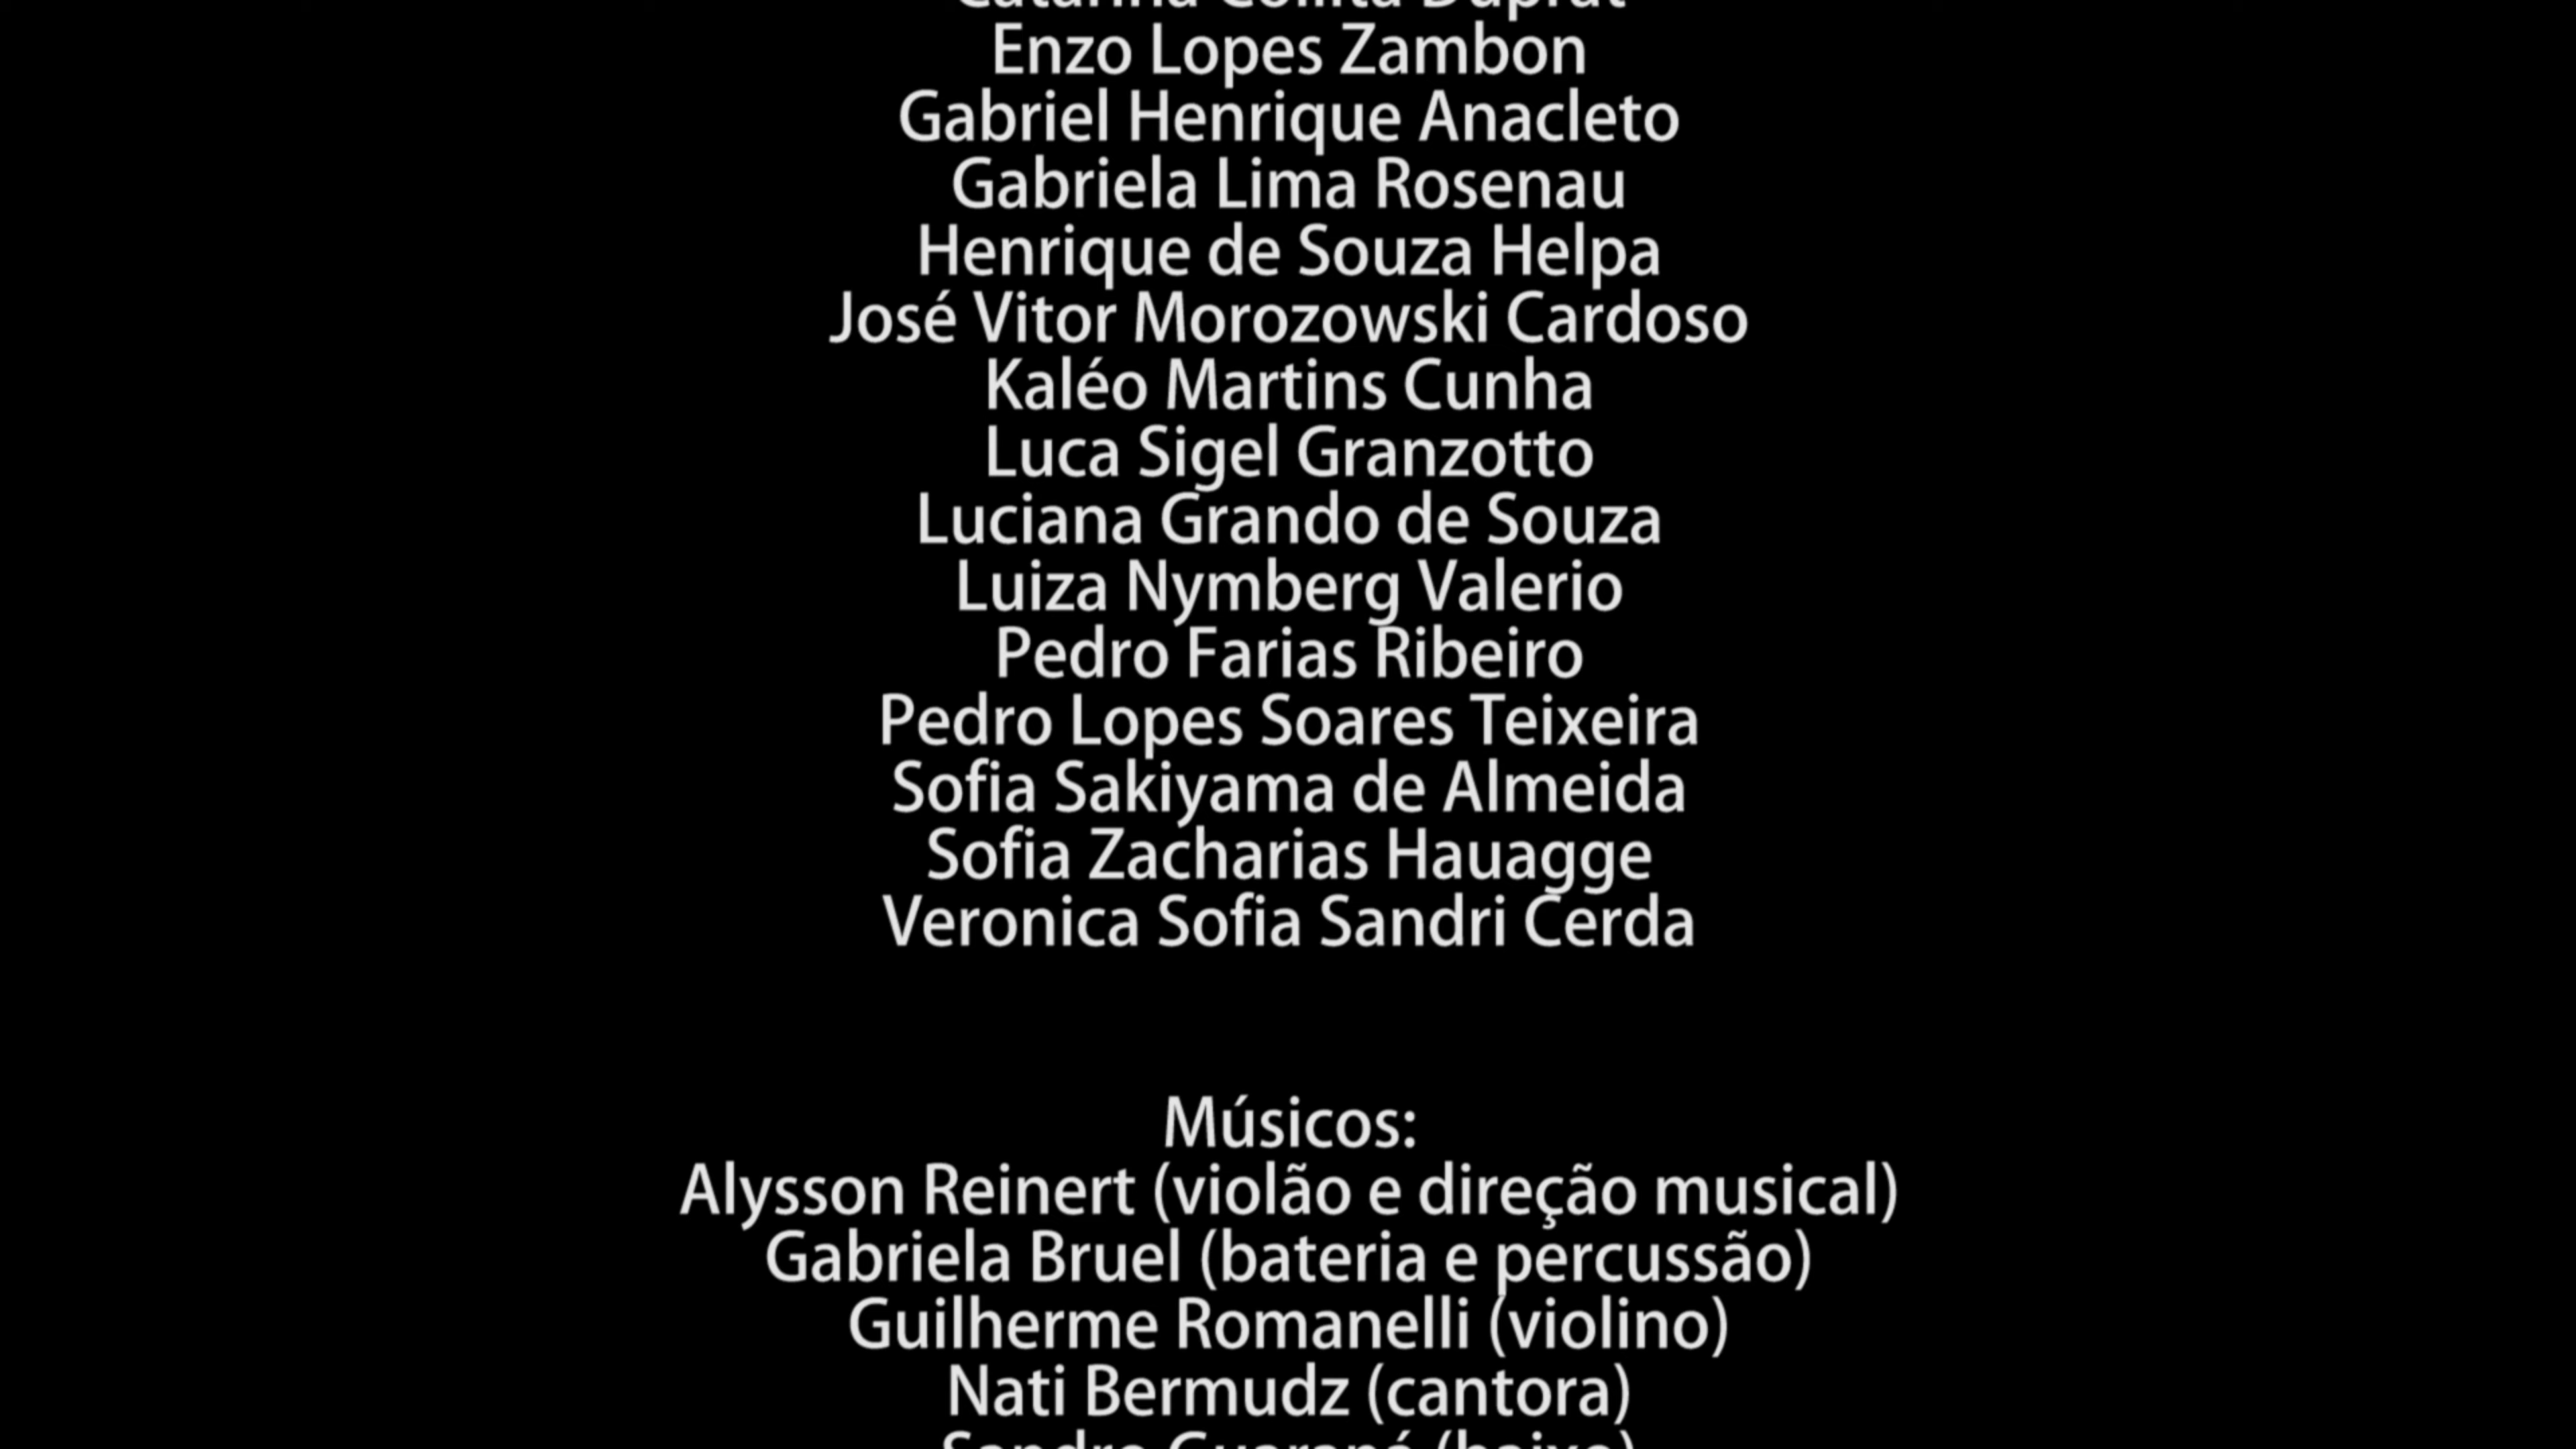 Enzo Lopes Zambon
Gabriel Henrique Anacleto
Gabriela Lima Rosenau
Henrique de Souza Helpa
José Vitor Morozowski Cardoso
Kaléo Martins Cunha
Luca Sigel Granzotto
Luciana Grando de Souza
Luiza Nymberg Valerio
Pedro Farias Ribeiro
Pedro Lopes Soares Teixeira
Sofia Sakiyama de Almeida
Sofia Zacharias Hauagge
Veronica Sofia Sandri Cerda
Músicos:
Alysson Reinert (violão e direção musical)
Gabriela Bruel (bateria e percussão)
Guilherme Romanelli (violino)
Nati Bermudz (cantora)